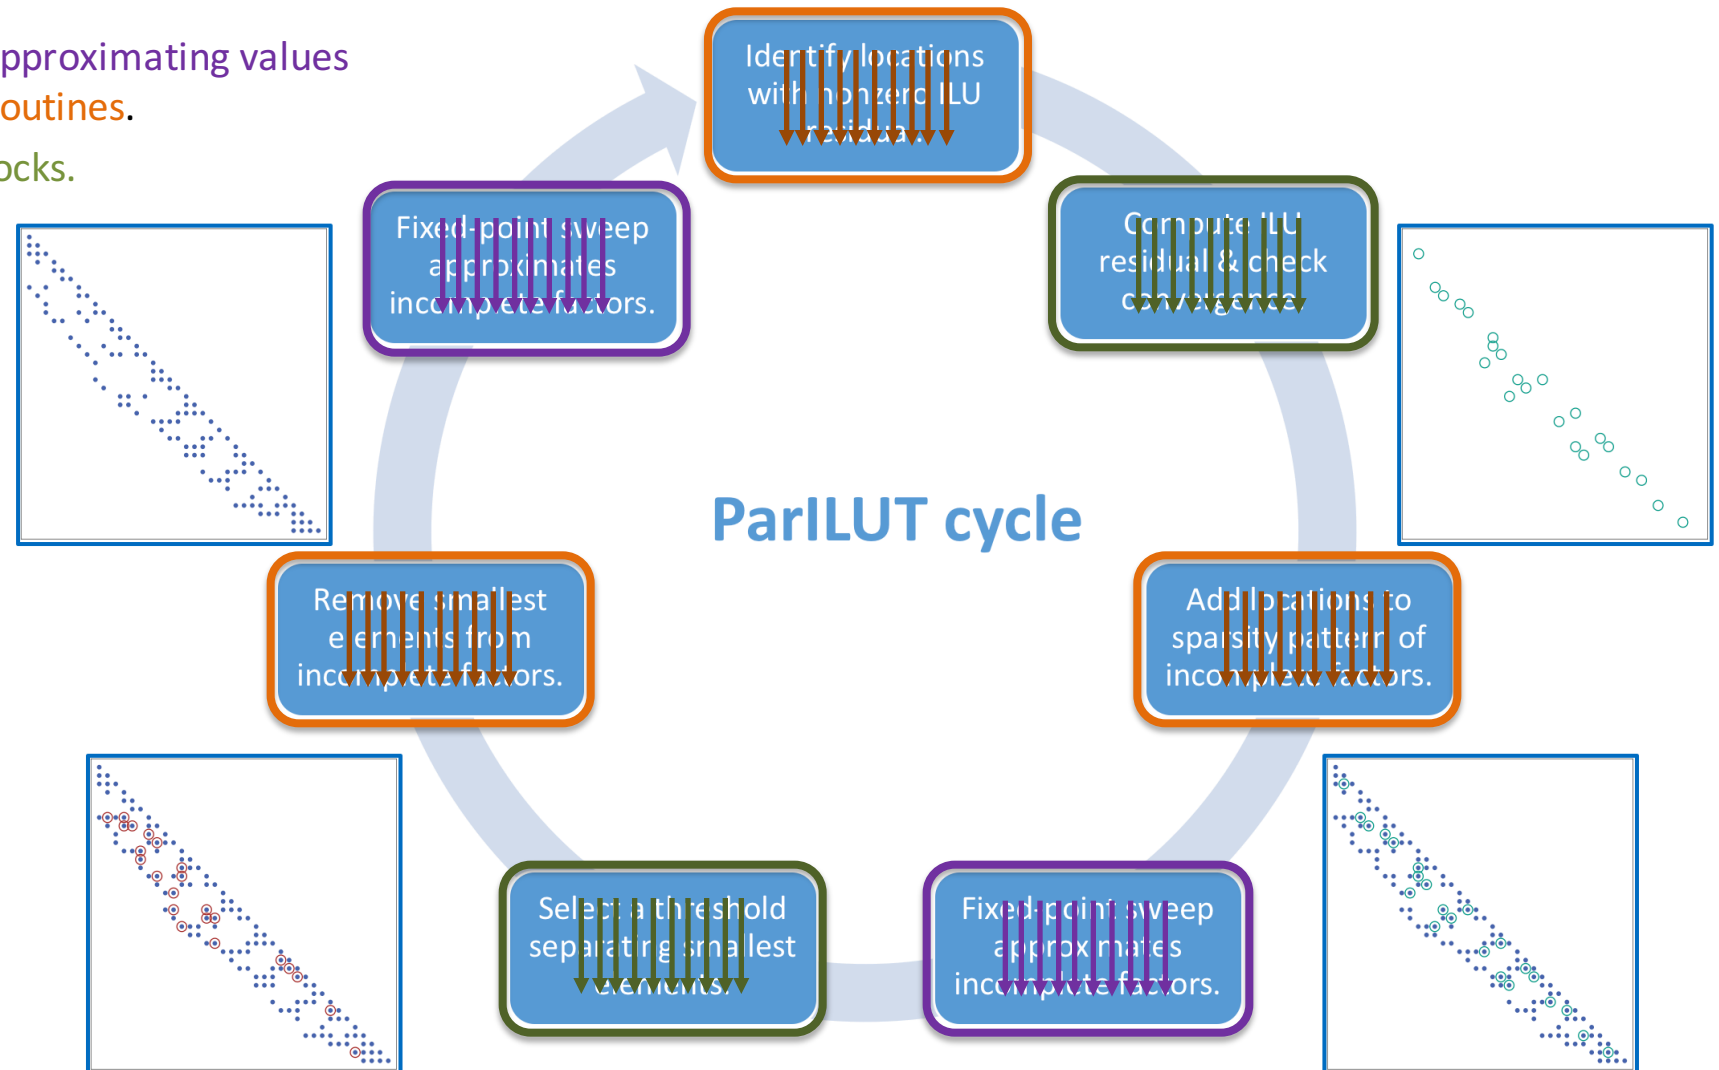 pproximating values
outines.
ocks.
Identify locations
with nonzero ILU
residual.
Fixed-point sweep
approximates
incomplete factors.
Compute ILU
residual & check
convergence.
ParILUT cycle
Remove smallest
elements from
incomplete factors.
Add locations to
sparsity pattern of
incomplete factors.
Select a threshold
separating smallest
elements.
Fixed-point sweep
approximates
incomplete factors.